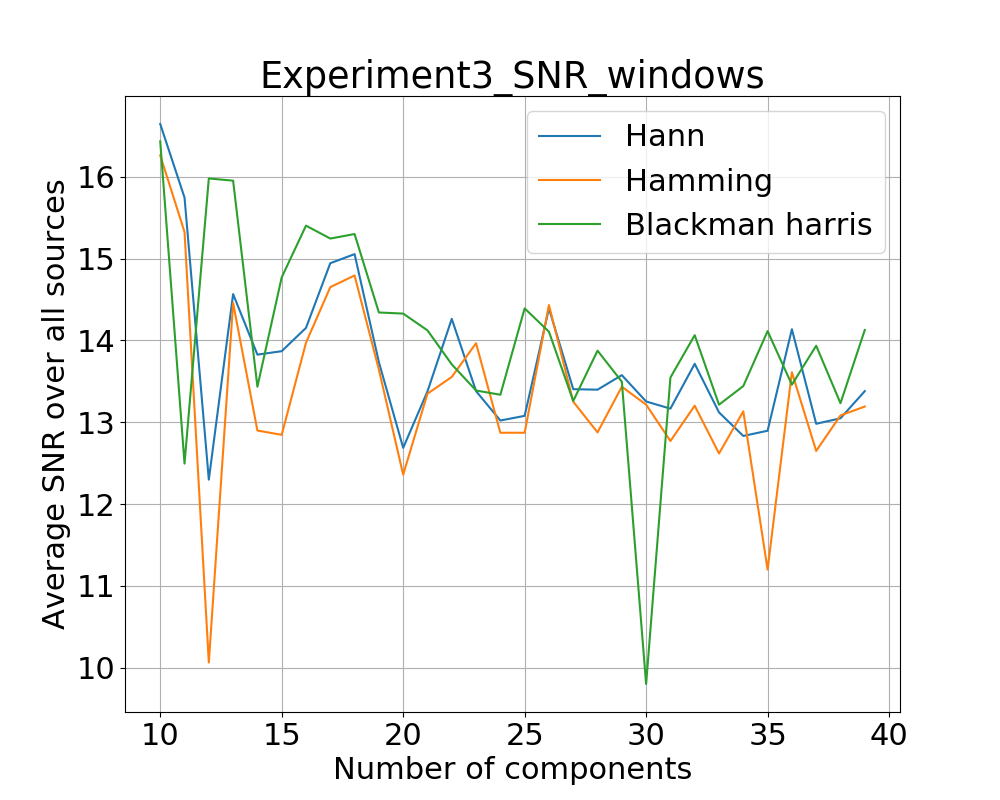 Experiment3_SNR_windows
Hann
Hamming
Blackman harris
Average SNR over all sources
16
15
14
13
12
11
10
10 15 20 25 30 35 40
Number of components